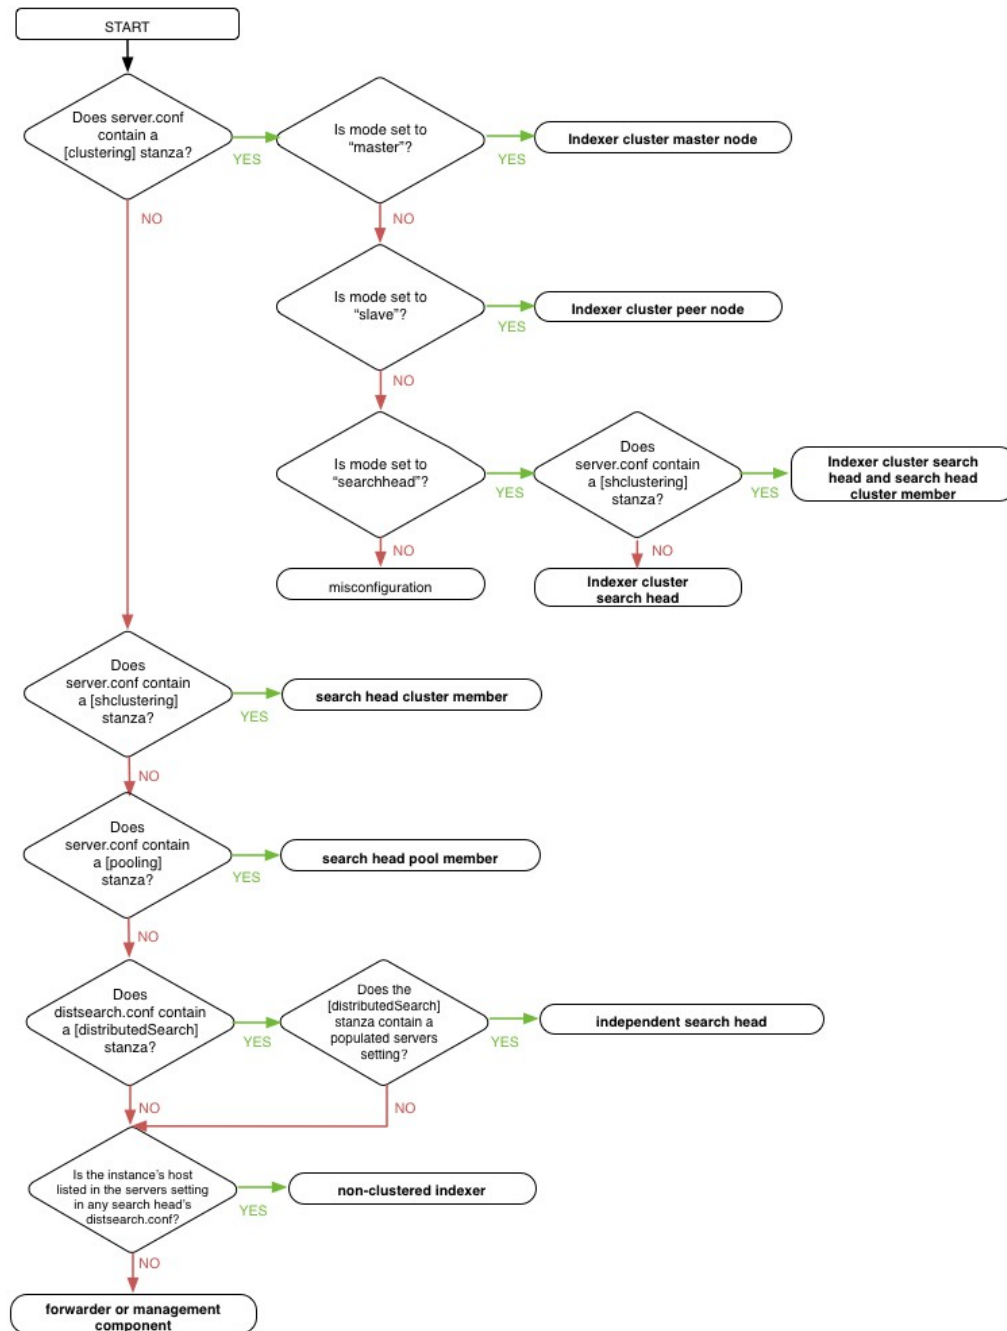 START
Does server.conf
contain a
[clustering] stanza?
YES
Is mode set to
“master”?
YES
Indexer cluster master node
NO
NO
Is mode set to
“slave”?
YES
Indexer cluster peer node
NO
Is mode set to
“searchhead”?
YES
Does
server.conf contain
a [shclustering]
stanza?
YES
Indexer cluster search
head and search head
cluster member
NO
misconfiguration
NO
Indexer cluster
search head
Does
server.conf contain
a [shclustering]
stanza?
YES
search head cluster member
NO
Does
server.conf contain
a [pooling]
stanza?
YES
search head pool member
NO
Does
distsearch.conf contain
a [distributedSearch]
stanza?
YES
Does the
[distributedSearch]
stanza contain a
populated servers
setting?
YES
independent search head
NO
NO
Is the instance’s host
listed in the servers setting
in any search head’s
distsearch.conf?
YES
non-clustered indexer
NO
forwarder or management
component